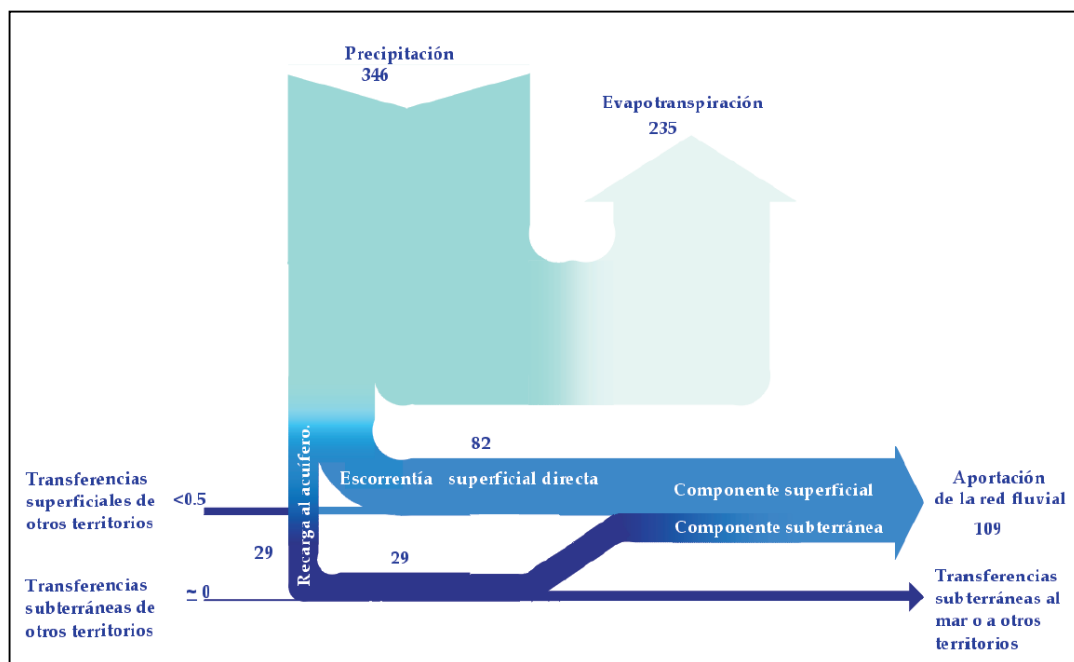 Precipitación
346
Evapotranspiración
235
82
Escorrentía superficial directa
Componente superficial
Componente subterránea
Recarga al acuífero.
Transferencias
superficiales de
otros territorios
<0.5
29
29
Transferencias
subterráneas de
otros territorios
~ 0
Aportación
de la red fluvial
109
Transferencias
subterráneas al
mar o a otros
territorios